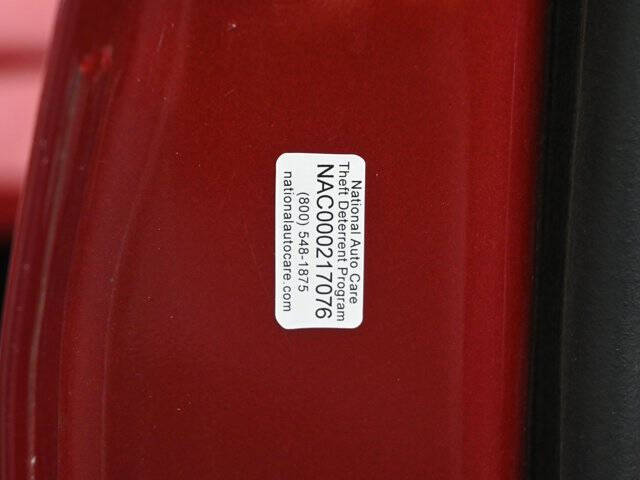 National Auto Care
Theft Deterrent Program
NAC000217076
(800) 548-1875
nationalautocare.com